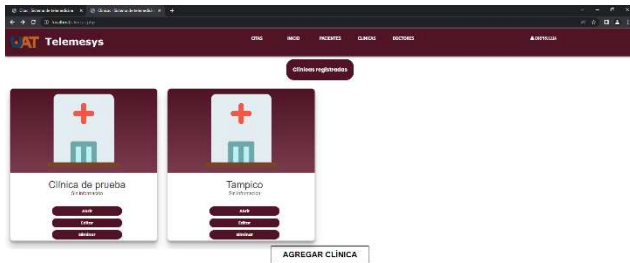 Telemesys
CITAS INICIO PACIENTES CLINICAS DOCTORES
Clínicas registradas
Clínica de prueba
Sin información
Abrir
Editar
Eliminar
Tampico
Sin información
Abrir
Editar
Eliminar
AGREGAR CLÍNICA